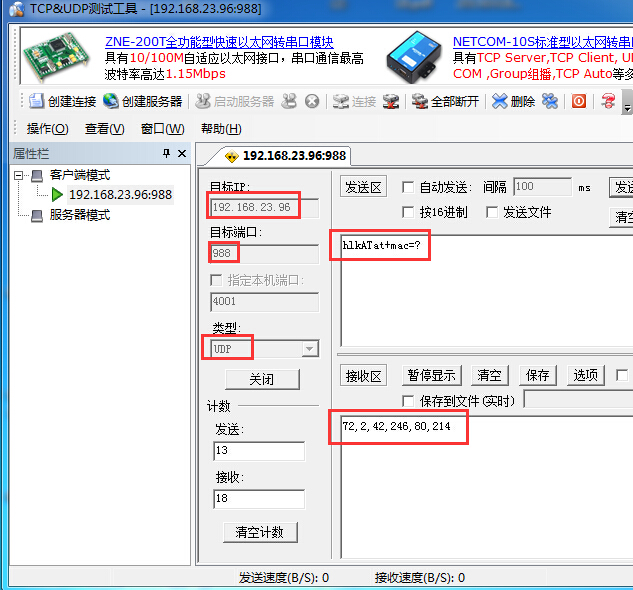 TCP&UDP测试工具 - [192.168.23.96:988]
ZNE-200T全功能型快速以太网转串口模块
具有10/100M自适应以太网接口，串口通信最高
波特率高达1.15Mbps
NETCOM-10S标准型以太网转串
具有TCP Server,TCP Client, U
COM ,Group组播,TCP Auto等多
创建连接 创建服务器 启动服务器 连接 全部断开 删除
操作(O) 查看(V) 窗口(W) 帮助(H)
属性栏
客户端模式
192.168.23.96:988
服务器模式
192.168.23.96:988
目标IP:
192.168.23.96
目标端口:
988
指定本机端口:
4001
类型:
UDP
关闭
计数
发送:
13
接收:
18
清空计数
发送区 自动发送: 间隔 100 ms 发送
按16进制 发送文件 清空
hlkATat+mac=?
接收区 暂停显示 清空 保存 选项
保存到文件(实时)
72,2,42,246,80,214
发送速度(B/S): 0 接收速度(B/S): 0